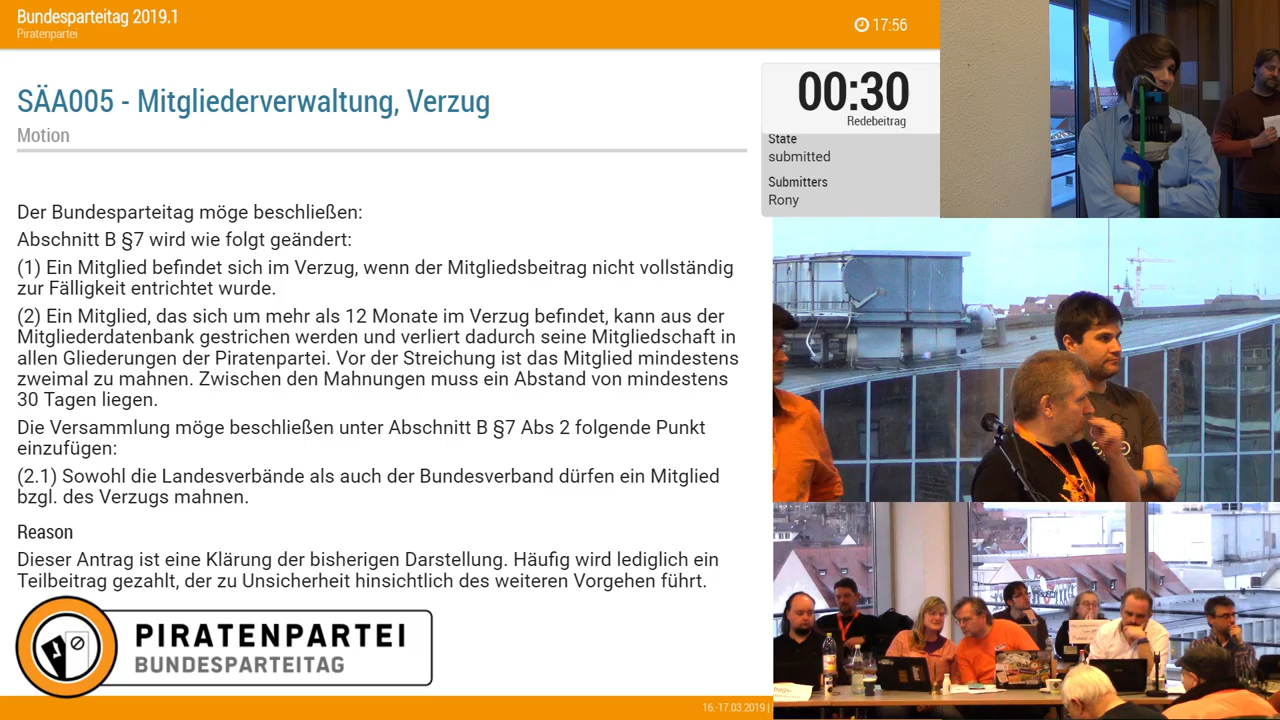 Bundesparteitag 2019.1
Piratenpartei
17:56
SÄA005 - Mitgliederverwaltung, Verzug
Motion
00:30
Redebeitrag
State
submitted
Submitters
Rony
Der Bundesparteitag möge beschließen:
Abschnitt B §7 wird wie folgt geändert:
(1) Ein Mitglied befindet sich im Verzug, wenn der Mitgliedsbeitrag nicht vollständig
zur Fälligkeit entrichtet wurde.
(2) Ein Mitglied, das sich um mehr als 12 Monate im Verzug befindet, kann aus der
Mitgliederdatenbank gestrichen werden und verliert dadurch seine Mitgliedschaft in
allen Gliederungen der Piratenpartei. Vor der Streichung ist das Mitglied mindestens
zweimal zu mahnen. Zwischen den Mahnungen muss ein Abstand von mindestens
30 Tagen liegen.
Die Versammlung möge beschließen unter Abschnitt B §7 Abs 2 folgende Punkt
einzufügen:
(2.1) Sowohl die Landesverbände als auch der Bundesverband dürfen ein Mitglied
bzgl. des Verzugs mahnen.
Reason
Dieser Antrag ist eine Klärung der bisherigen Darstellung. Häufig wird lediglich ein
Teilbeitrag gezahlt, der zu Unsicherheit hinsichtlich des weiteren Vorgehen führt.
PIRATENPARTEI
BUNDESPARTEITAG
16.-17.03.2019 |